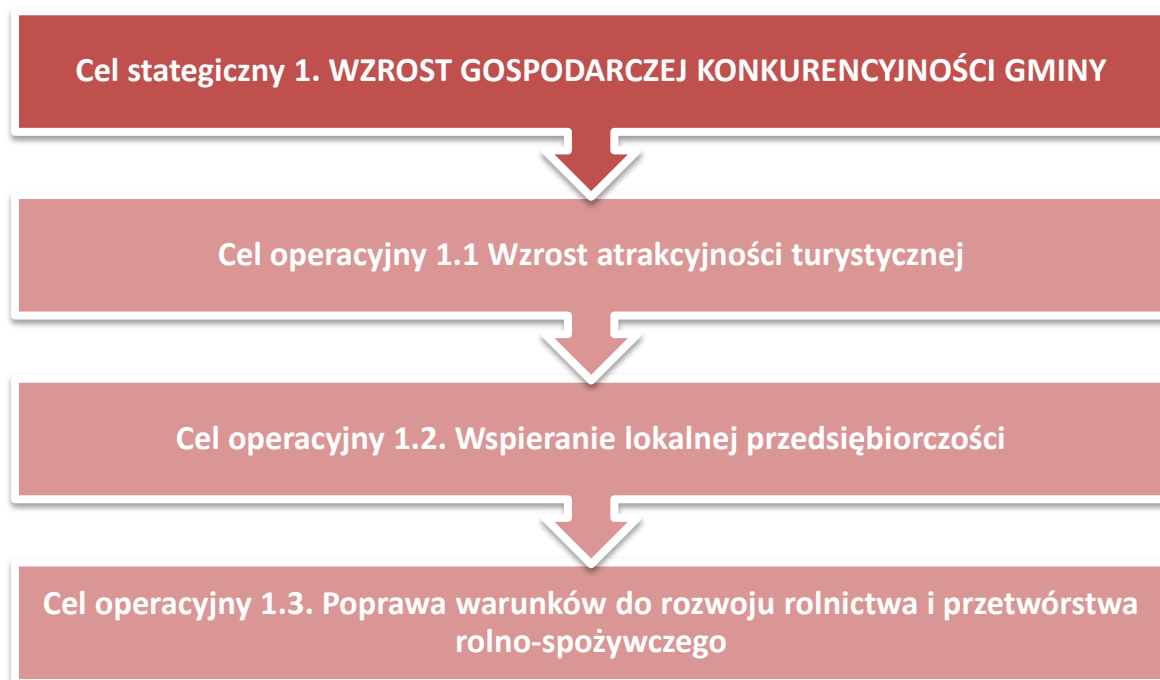 Cel stategiczny 1. WZROST GOSPODARCZEJ KONKURENCYJNOŚCI GMINY
Cel operacyjny 1.1 Wzrost atrakcyjności turystycznej
Cel operacyjny 1.2. Wspieranie lokalnej przedsiębiorczości
Cel operacyjny 1.3. Poprawa warunków do rozwoju rolnictwa i przetwórstwa
rolno-spożywczego